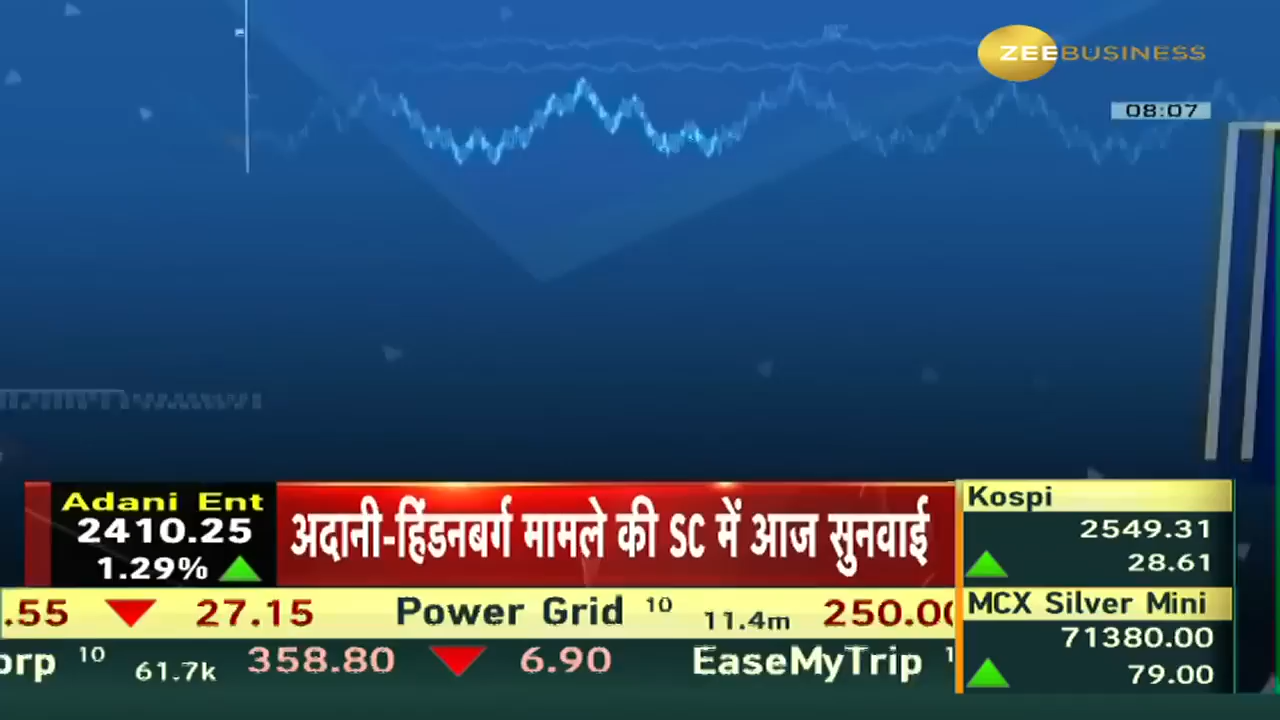 ZEEBUSINESS
08:07
Adani Ent
2410.25
1.29%
अदानी-हिंडनबर्ग मामले की SC में आज सुनवाई
Kospi
2549.31
28.61
.55 27.15 Power Grid 10 11.4m 250.00
MCX Silver Mini
71380.00
79.00
orp 10 61.7k 358.80 6.90 EaseMyTrip